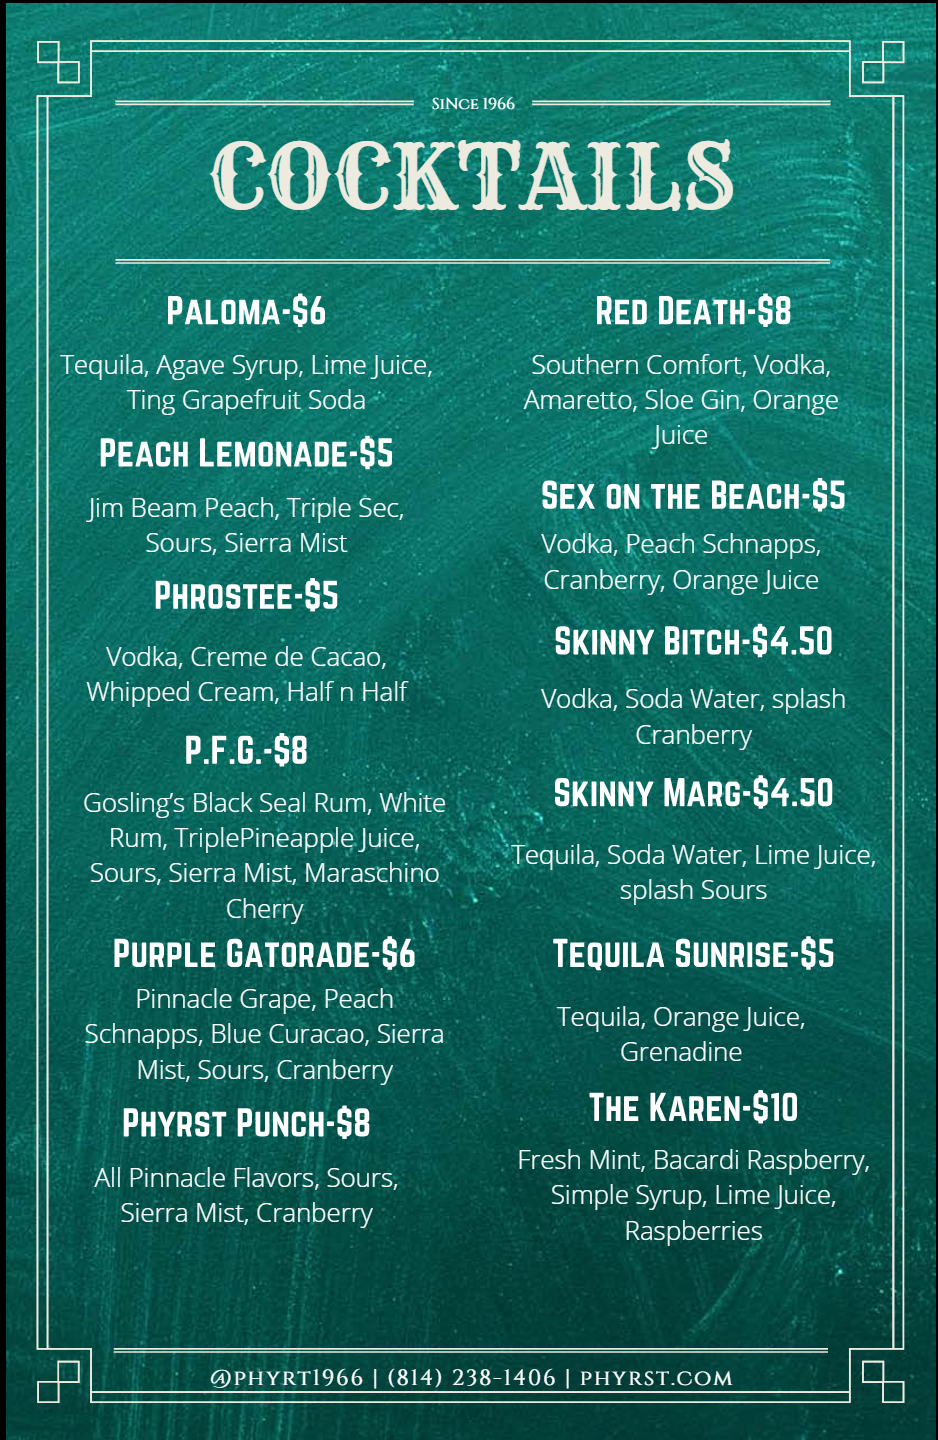 SINCE 1966
COCKTAILS
PALOMA-$6
Tequila, Agave Syrup, Lime Juice,
Ting Grapefruit Soda
PEACH LEMONADE-$5
Jim Beam Peach, Triple Sec,
Sours, Sierra Mist
PHROSTEE-$5
Vodka, Creme de Cacao,
Whipped Cream, Half n Half
P.F.G.-$8
Gosling's Black Seal Rum, White
Rum, TriplePineapple Juice,
Sours, Sierra Mist, Maraschino
Cherry
PURPLE GATORADE-$6
Pinnacle Grape, Peach
Schnapps, Blue Curacao, Sierra
Mist, Sours, Cranberry
PHYRST PUNCH-$8
All Pinnacle Flavors, Sours,
Sierra Mist, Cranberry
RED DEATH-$8
Southern Comfort, Vodka,
Amaretto, Sloe Gin, Orange
Juice
SEX ON THE BEACH-$5
Vodka, Peach Schnapps,
Cranberry, Orange Juice
SKINNY BITCH-$4.50
Vodka, Soda Water, splash
Cranberry
SKINNY MARG-$4.50
Tequila, Soda Water, Lime Juice,
splash Sours
TEQUILA SUNRISE-$5
Tequila, Orange Juice,
Grenadine
THE KAREN-$10
Fresh Mint, Bacardi Raspberry,
Simple Syrup, Lime Juice,
Raspberries
@PHYRT1966 | (814) 238-1406 | PHYRST.COM